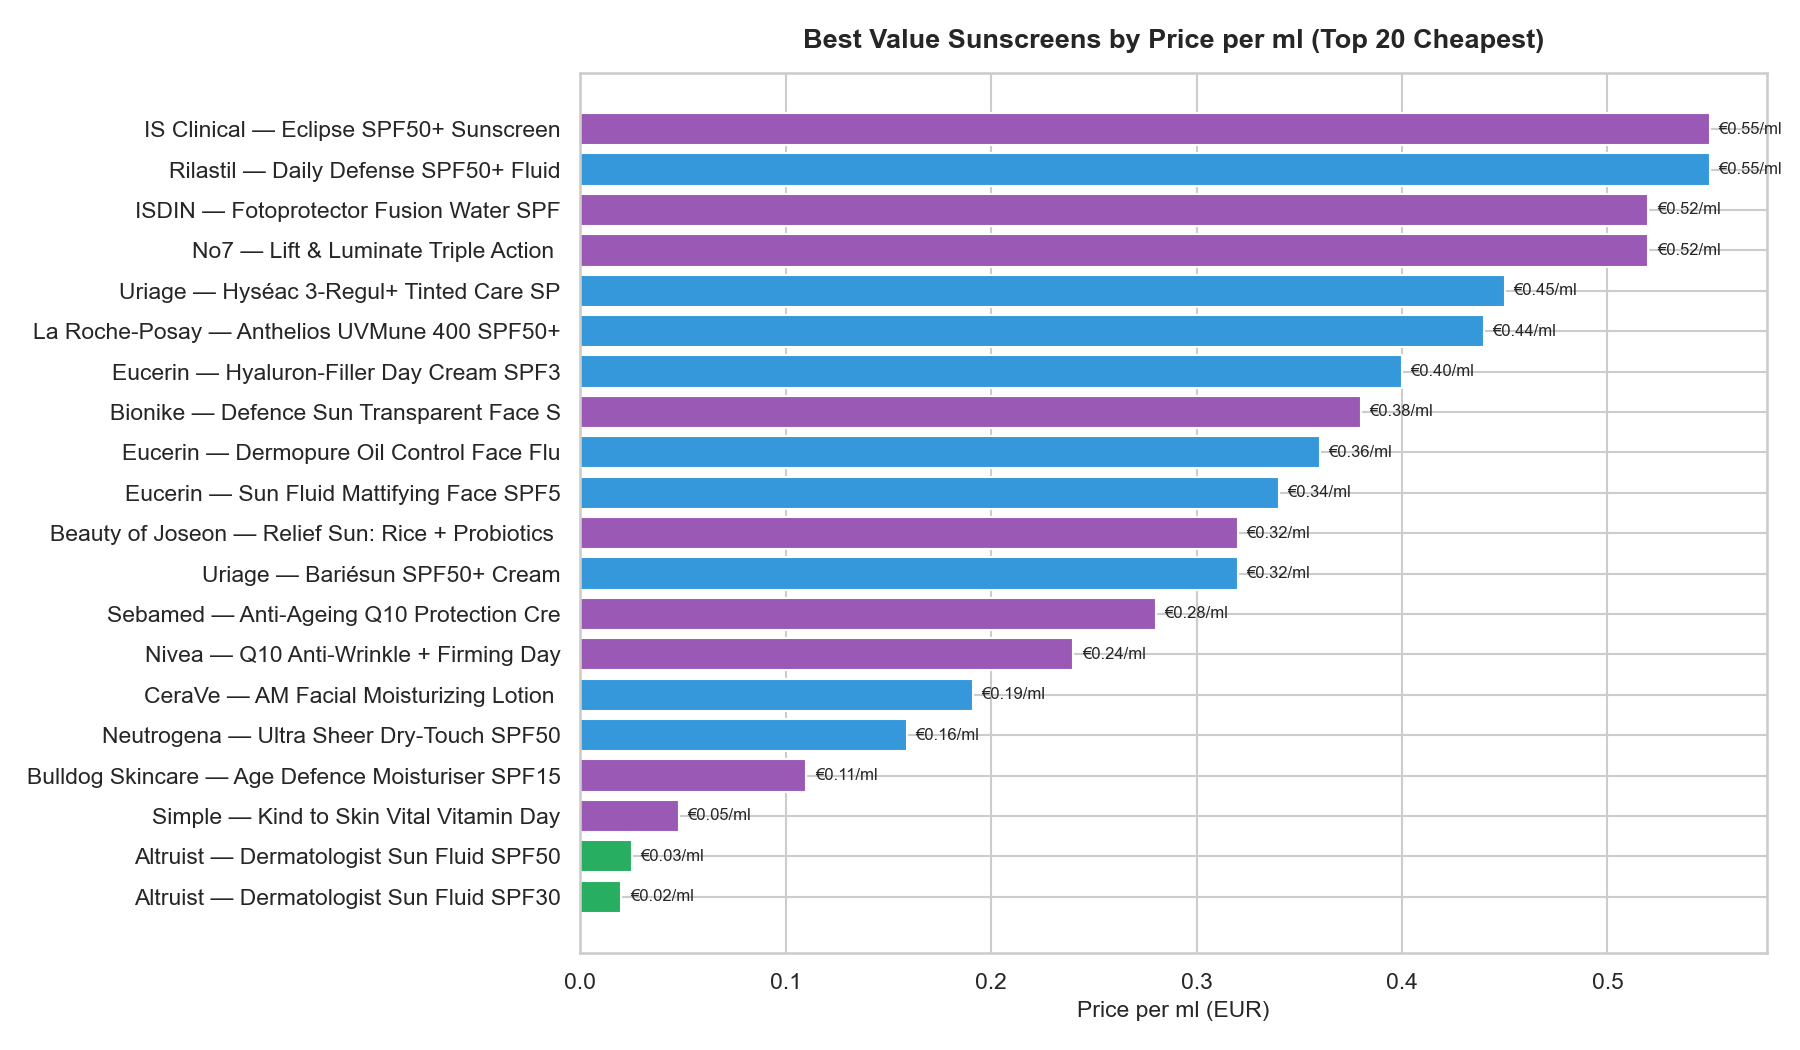 Best Value Sunscreens by Price per ml (Top 20 Cheapest)
IS Clinical — Eclipse SPF50+ Sunscreen €0.55/ml
Rilastil — Daily Defense SPF50+ Fluid €0.55/ml
ISDIN — Fotoprotector Fusion Water SPF €0.52/ml
No7 — Lift & Luminate Triple Action €0.52/ml
Uriage — Hyséac 3-Regul+ Tinted Care SP €0.45/ml
La Roche-Posay — Anthelios UVMune 400 SPF50+ €0.44/ml
Eucerin — Hyaluron-Filler Day Cream SPF3 €0.40/ml
Bionike — Defence Sun Transparent Face S €0.38/ml
Eucerin — Dermopure Oil Control Face Flu €0.36/ml
Eucerin — Sun Fluid Mattifying Face SPF5 €0.34/ml
Beauty of Joseon — Relief Sun: Rice + Probiotics €0.32/ml
Uriage — Bariésun SPF50+ Cream €0.32/ml
Sebamed — Anti-Ageing Q10 Protection Cre €0.28/ml
Nivea — Q10 Anti-Wrinkle + Firming Day €0.24/ml
CeraVe — AM Facial Moisturizing Lotion €0.19/ml
Neutrogena — Ultra Sheer Dry-Touch SPF50 €0.16/ml
Bulldog Skincare — Age Defence Moisturiser SPF15 €0.11/ml
Simple — Kind to Skin Vital Vitamin Day €0.05/ml
Altruist — Dermatologist Sun Fluid SPF50 €0.03/ml
Altruist — Dermatologist Sun Fluid SPF30 €0.02/ml
0.0 0.1 0.2 0.3 0.4 0.5
Price per ml (EUR)